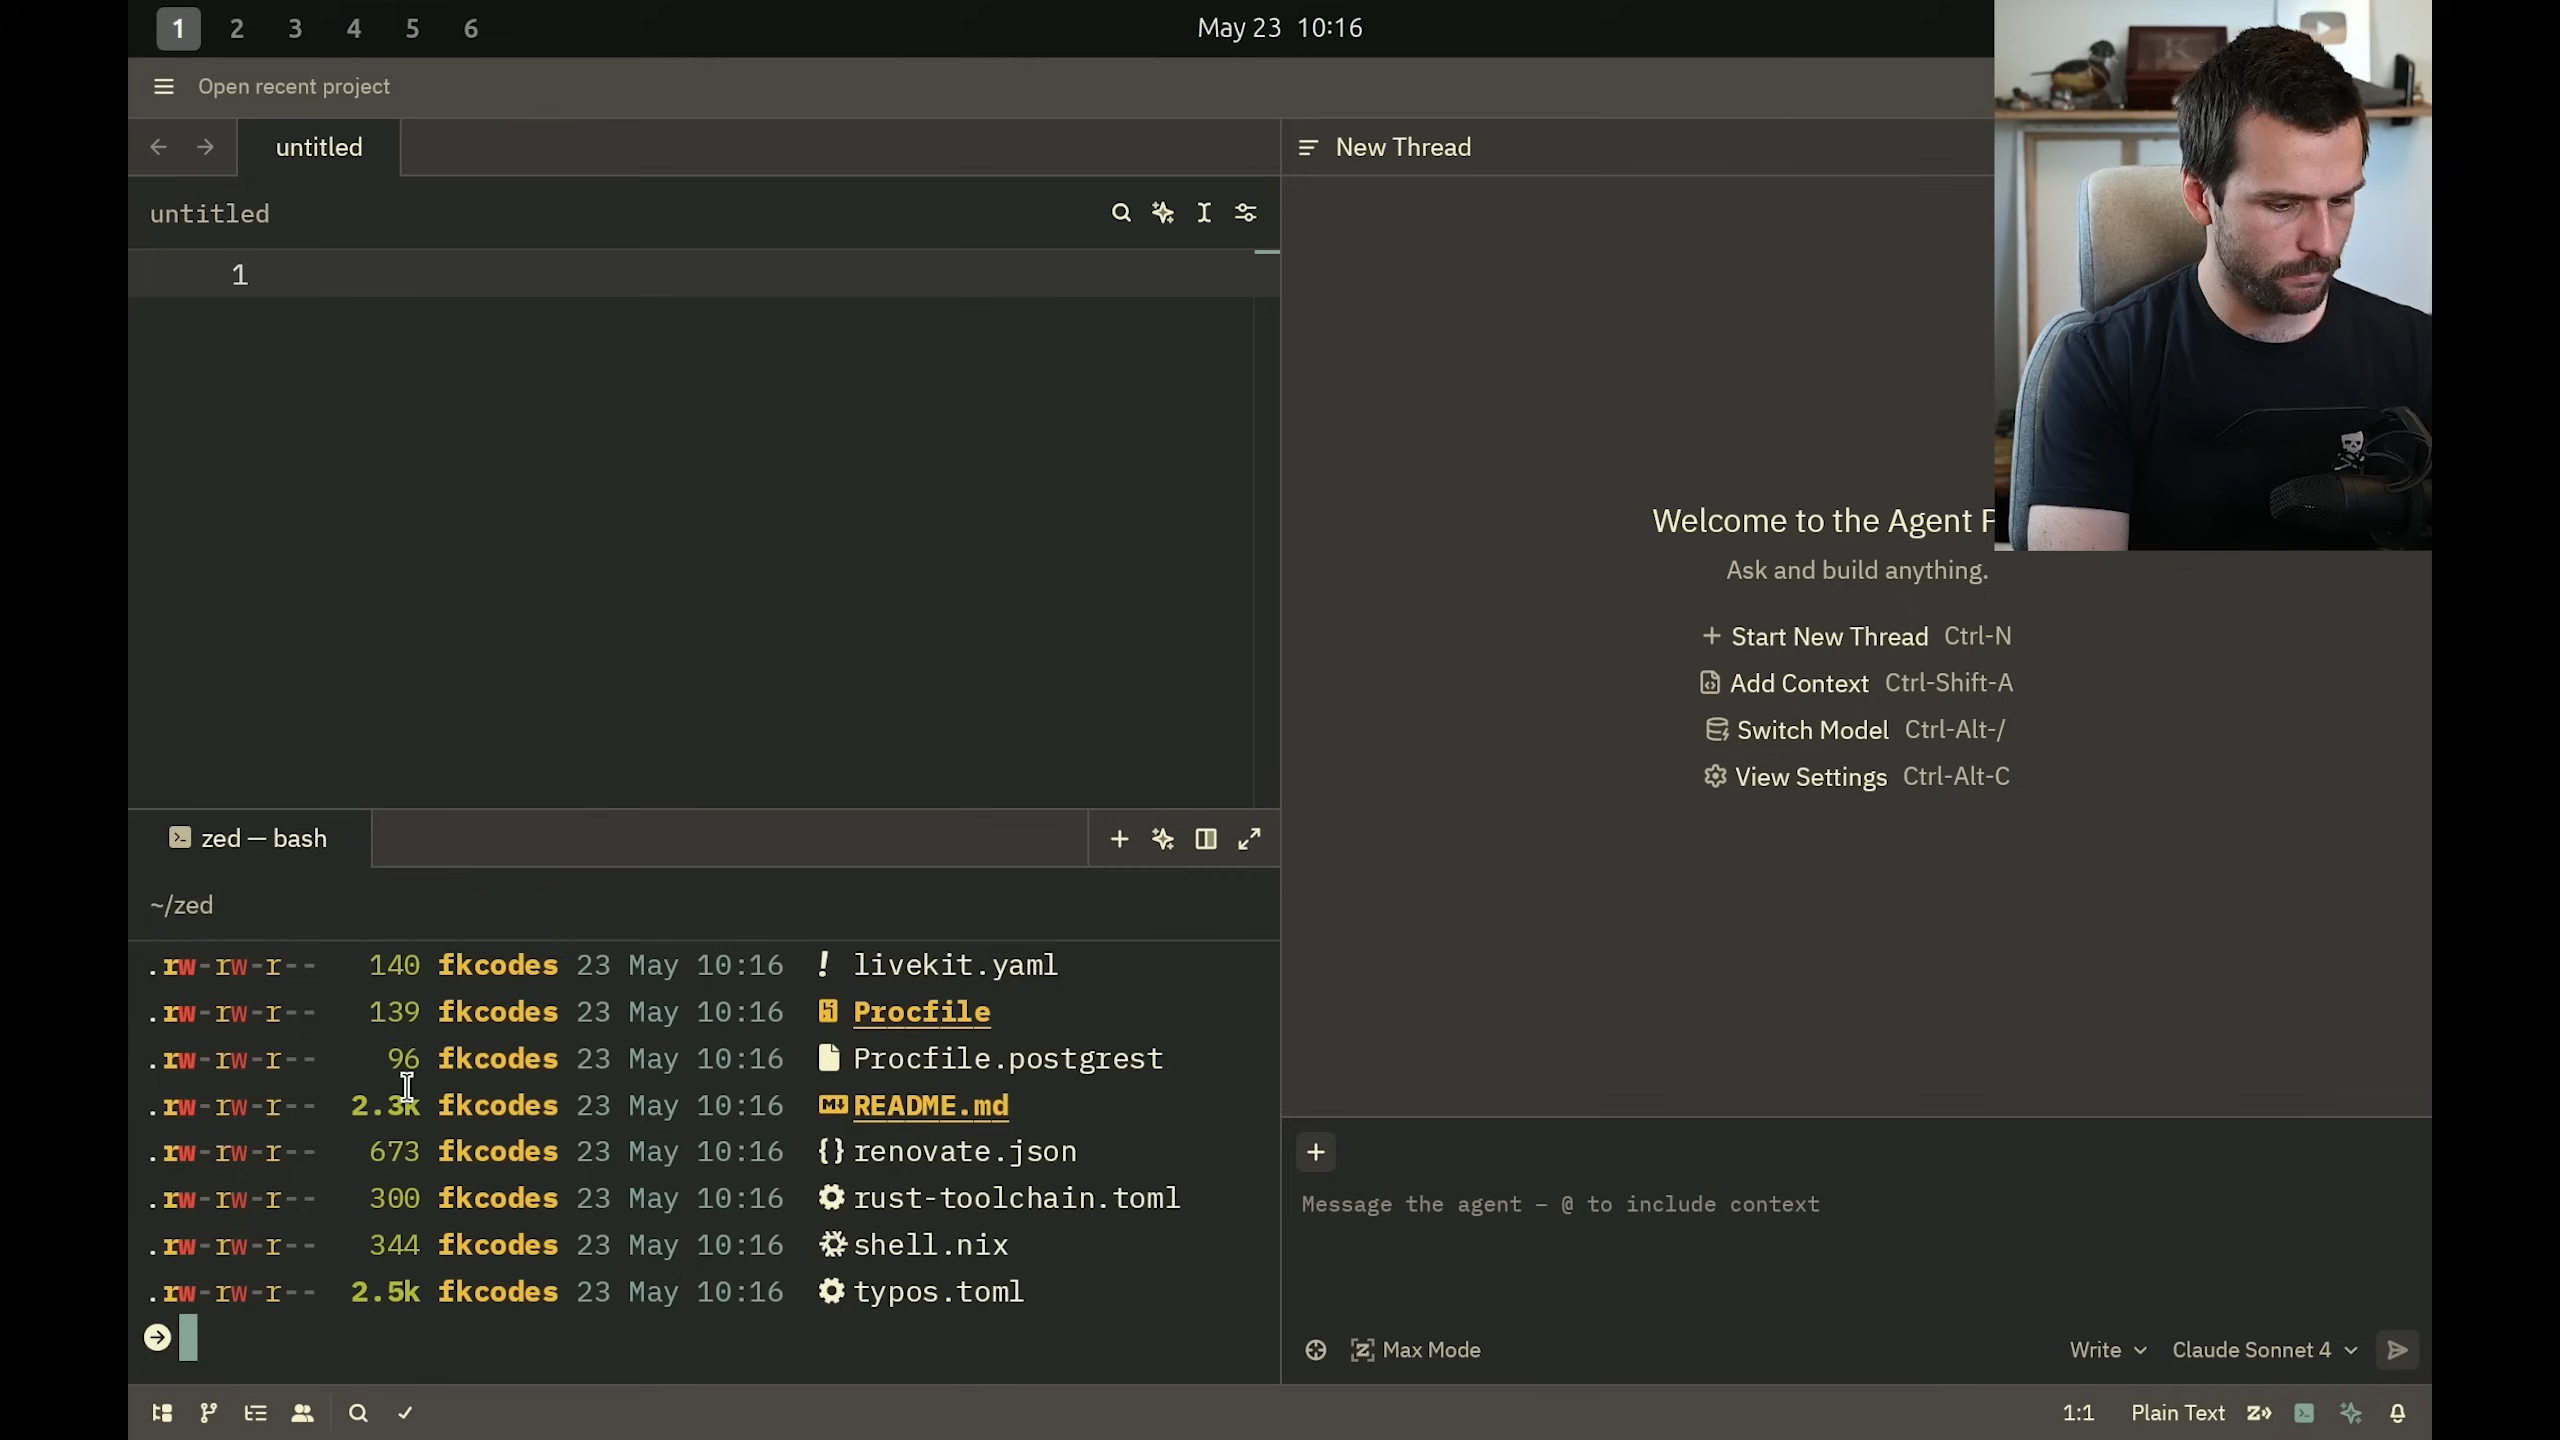 1 2 3 4 5 6
May 23 10:16
Open recent project
untitled
untitled
1
New Thread
Welcome to the Agent P
Ask and build anything.
Start New Thread Ctrl-N
Add Context Ctrl-Shift-A
Switch Model Ctrl-Alt-/
View Settings Ctrl-Alt-C
zed — bash
~/zed
.rw-rw-r-- 140 fkcodes 23 May 10:16 ! livekit.yaml
.rw-rw-r-- 139 fkcodes 23 May 10:16 Procfile
.rw-rw-r-- 96 fkcodes 23 May 10:16 Procfile.postgrest
.rw-rw-r-- 2.3k fkcodes 23 May 10:16 README.md
.rw-rw-r-- 673 fkcodes 23 May 10:16 {} renovate.json
.rw-rw-r-- 300 fkcodes 23 May 10:16 rust-toolchain.toml
.rw-rw-r-- 344 fkcodes 23 May 10:16 shell.nix
.rw-rw-r-- 2.5k fkcodes 23 May 10:16 typos.toml
Message the agent – @ to include context
Max Mode
Write
Claude Sonnet 4
1:1
Plain Text